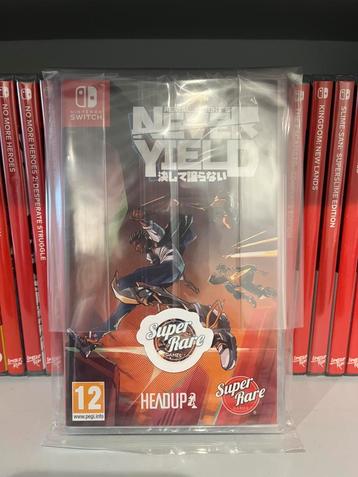 NO MORE HEROES
NO MORE HEROES 2: DESPERATE STRUGGLE
NINTENDO
SWITCH
NEVER
YIELD
決して譲らない
KINGDOM: NEW LANDS
SLIME-SAN: SUPERSLIME EDITION
Super
Rare
GAMES
12
www.pegi.info
HEADUP
Super
Rare
GAMES